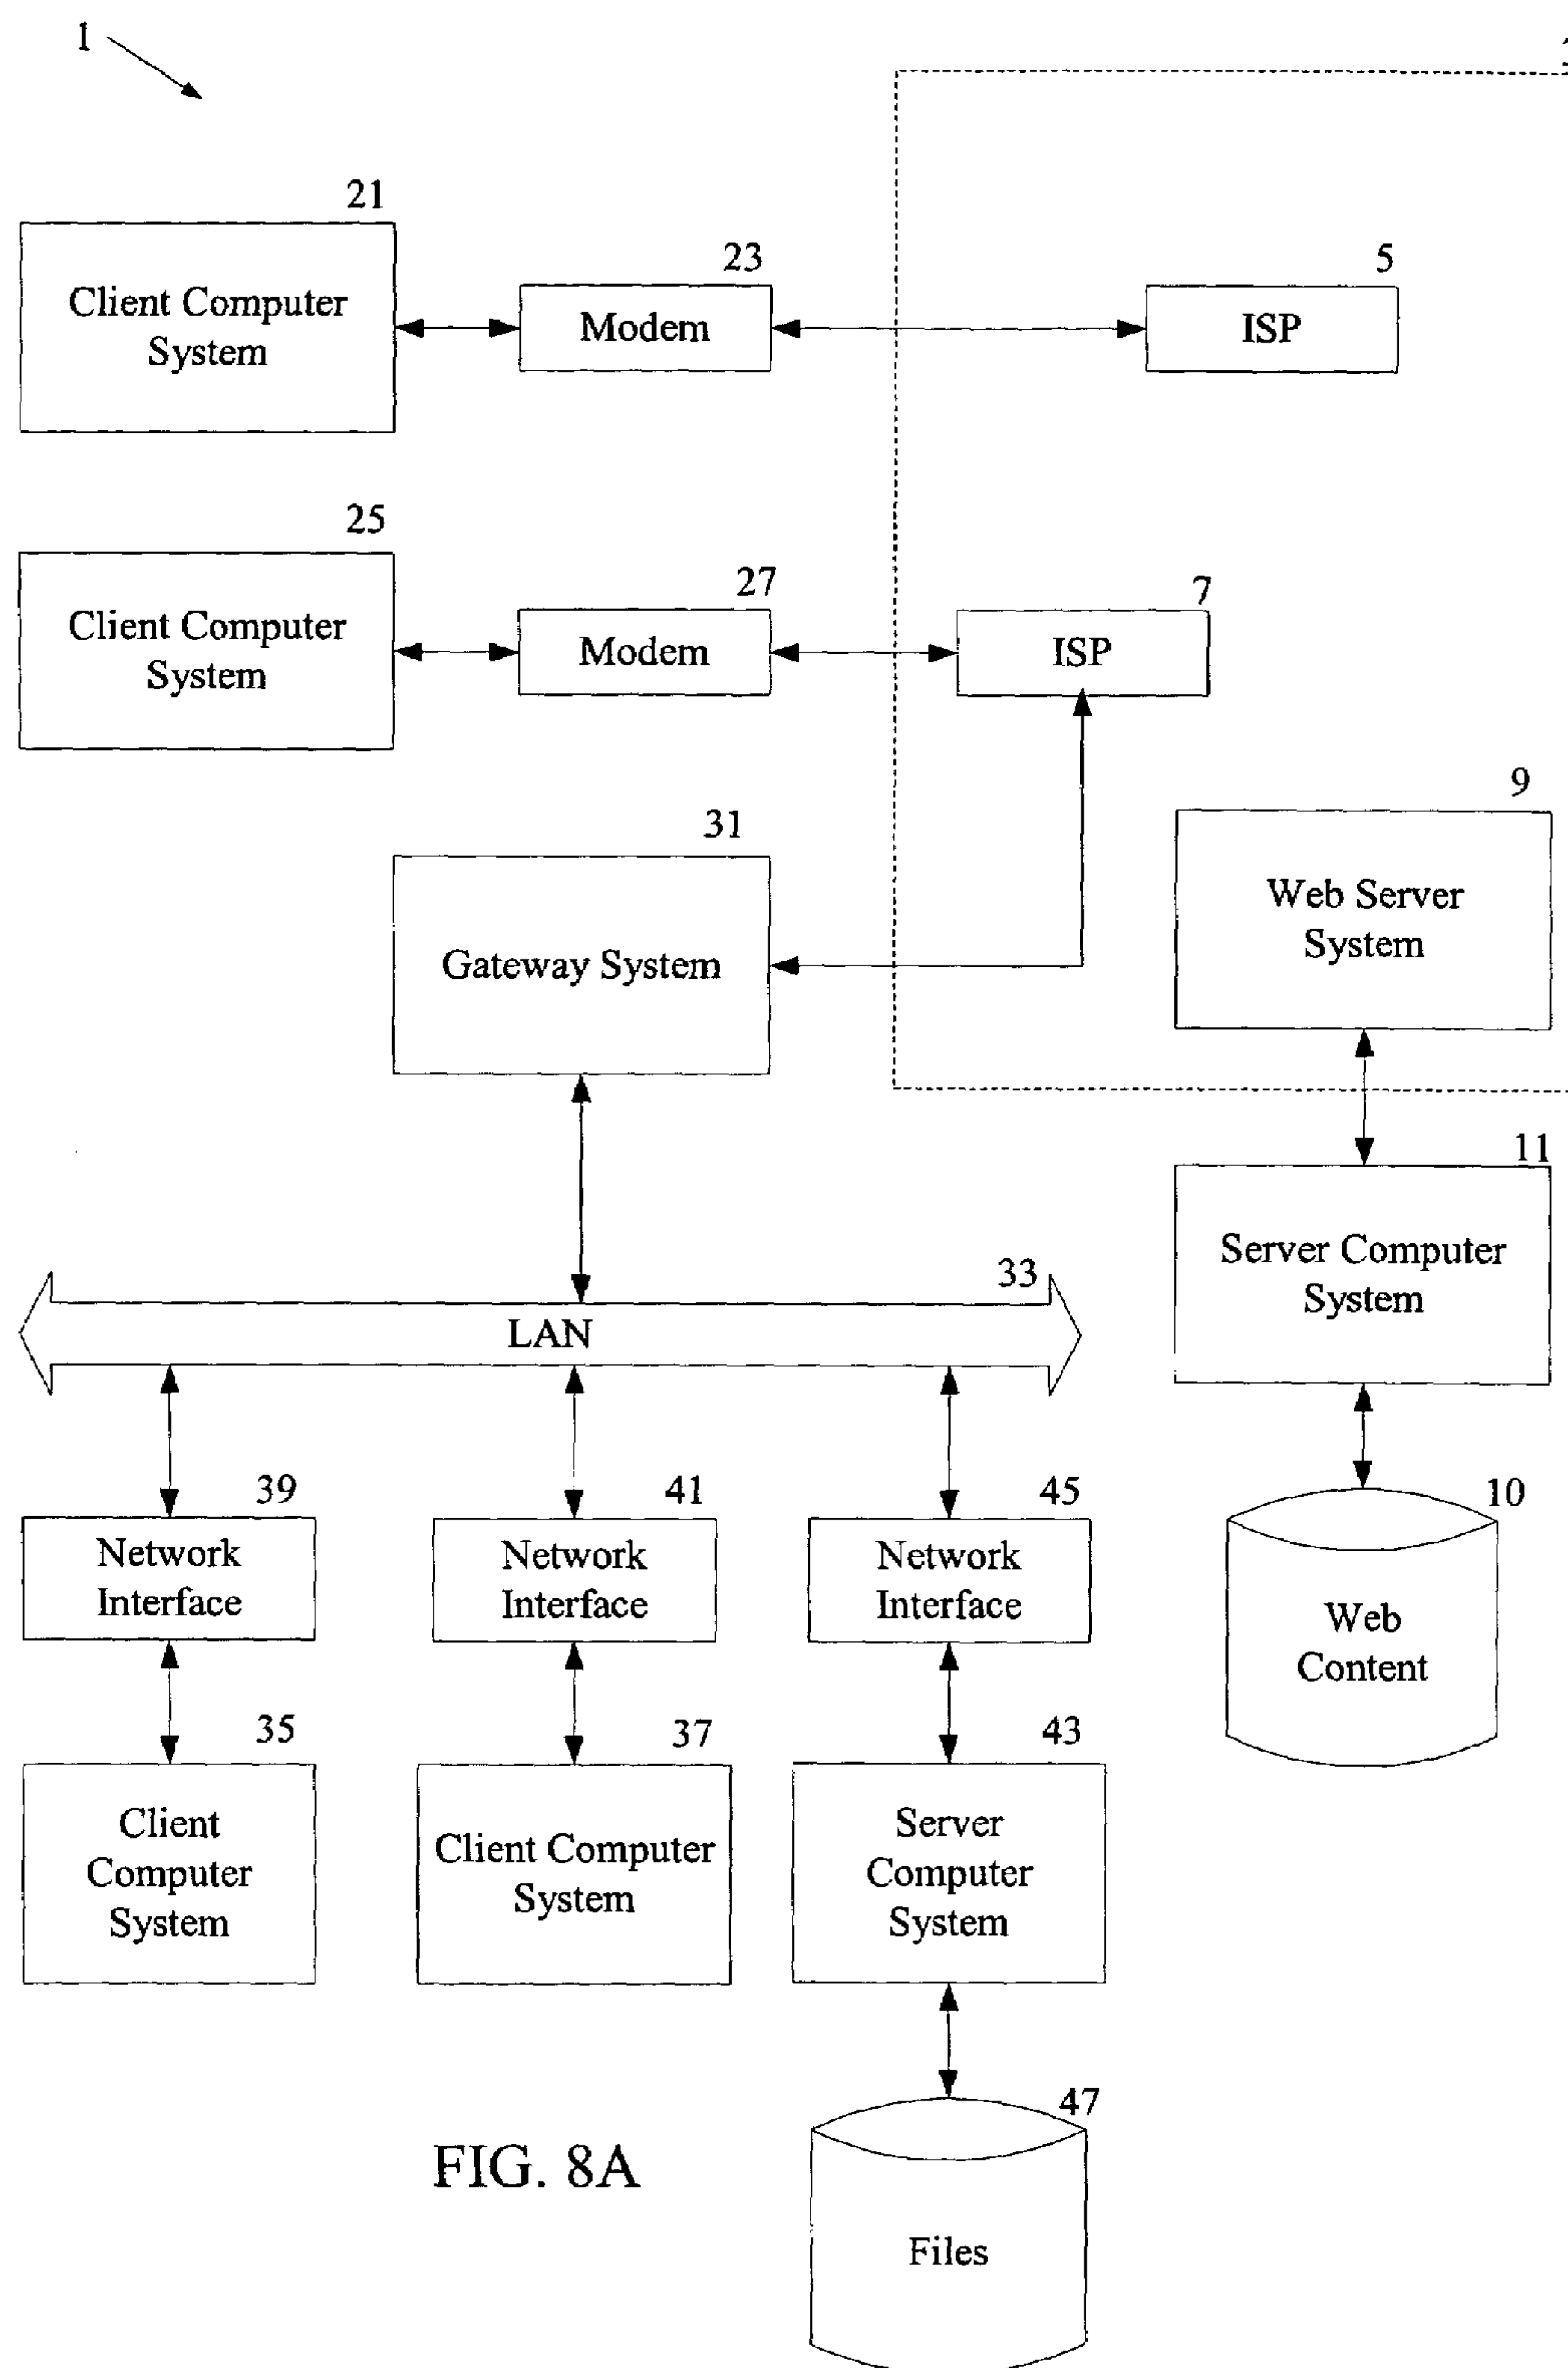 1
21
Client Computer
System
23
Modem
5
ISP
25
Client Computer
System
27
Modem
7
ISP
9
Web Server
System
31
Gateway System
11
Server Computer
System
33
LAN
39
Network
Interface
41
Network
Interface
45
Network
Interface
10
Web
Content
35
Client
Computer
System
37
Client Computer
System
43
Server
Computer
System
47
Files
FIG. 8A